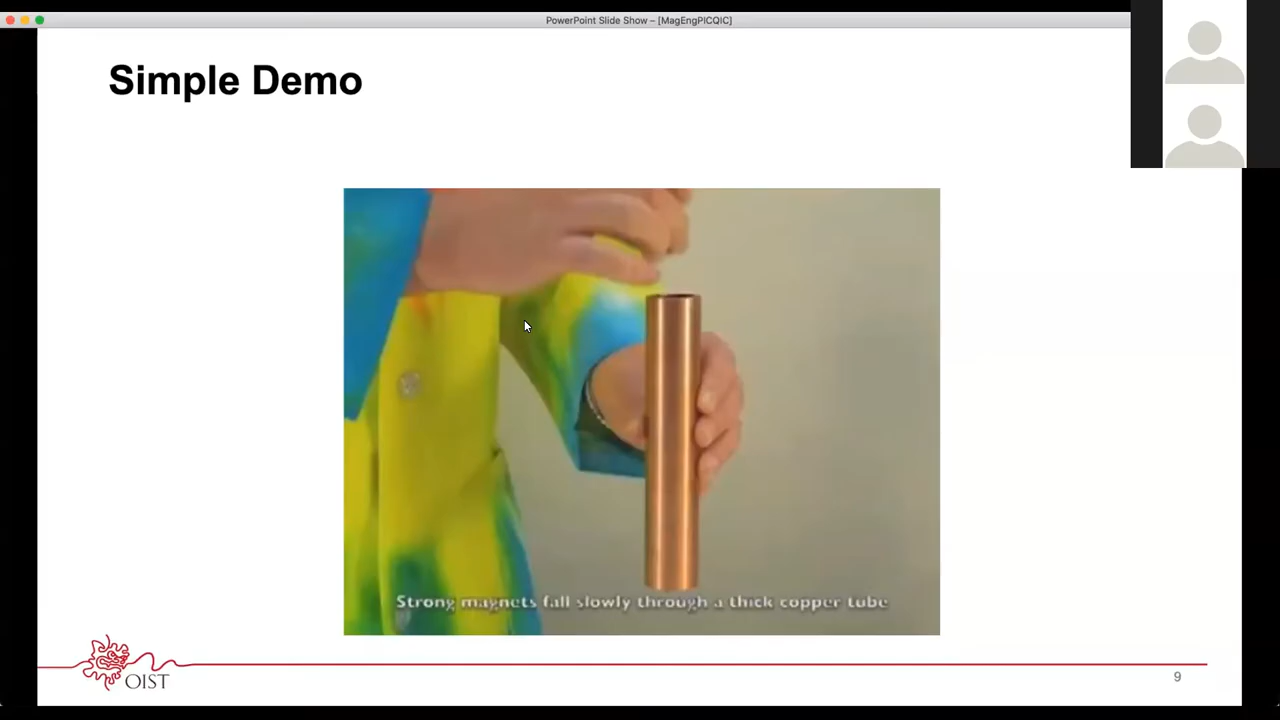 PowerPoint Slide Show – [MagEngPICQIC]
Simple Demo
Strong magnets fall slowly through a thick copper tube
OIST
9